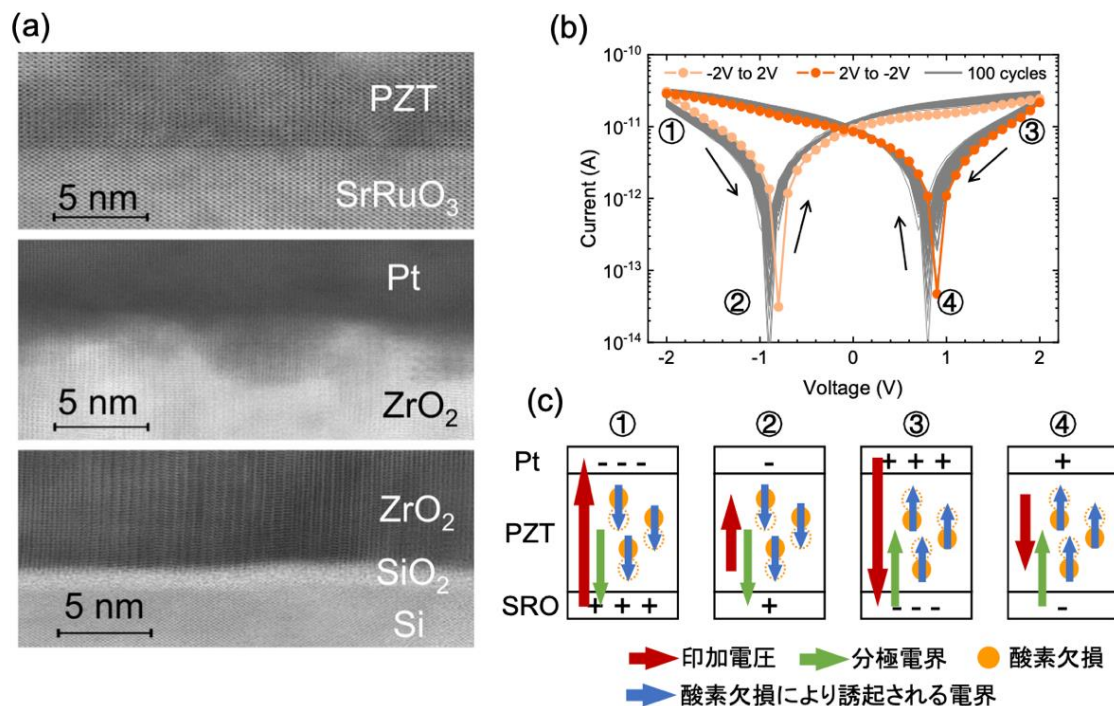 (a)
PZT
SrRuO₃
5 nm
Pt
ZrO₂
5 nm
ZrO₂
SiO₂
Si
5 nm
(b)
10⁻¹⁰
10⁻¹¹
10⁻¹²
10⁻¹³
10⁻¹⁴
Current (A)
-2V to 2V 2V to -2V 100 cycles
① ③
② ④
-2 -1 0 1 2
Voltage (V)
(c)
① ② ③ ④
Pt - - - - + + + +
PZT
SRO + + + + - - - -
印加電圧 分極電界 酸素欠損
酸素欠損により誘起される電界